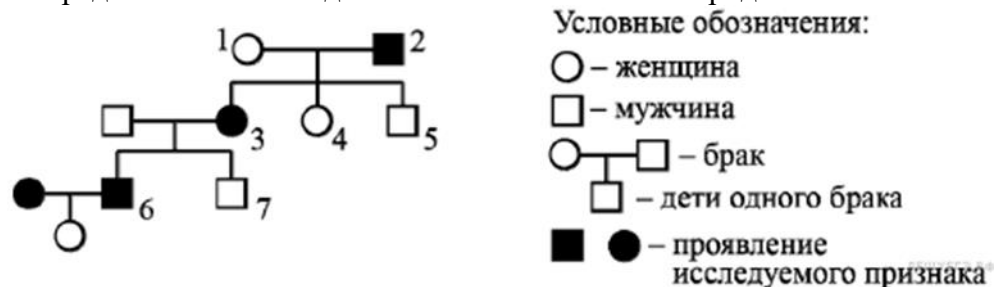 Условные обозначения:
– женщина
– мужчина
– брак
– дети одного брака
– проявление
исследуемого признака
1
2
3
4
5
6
7